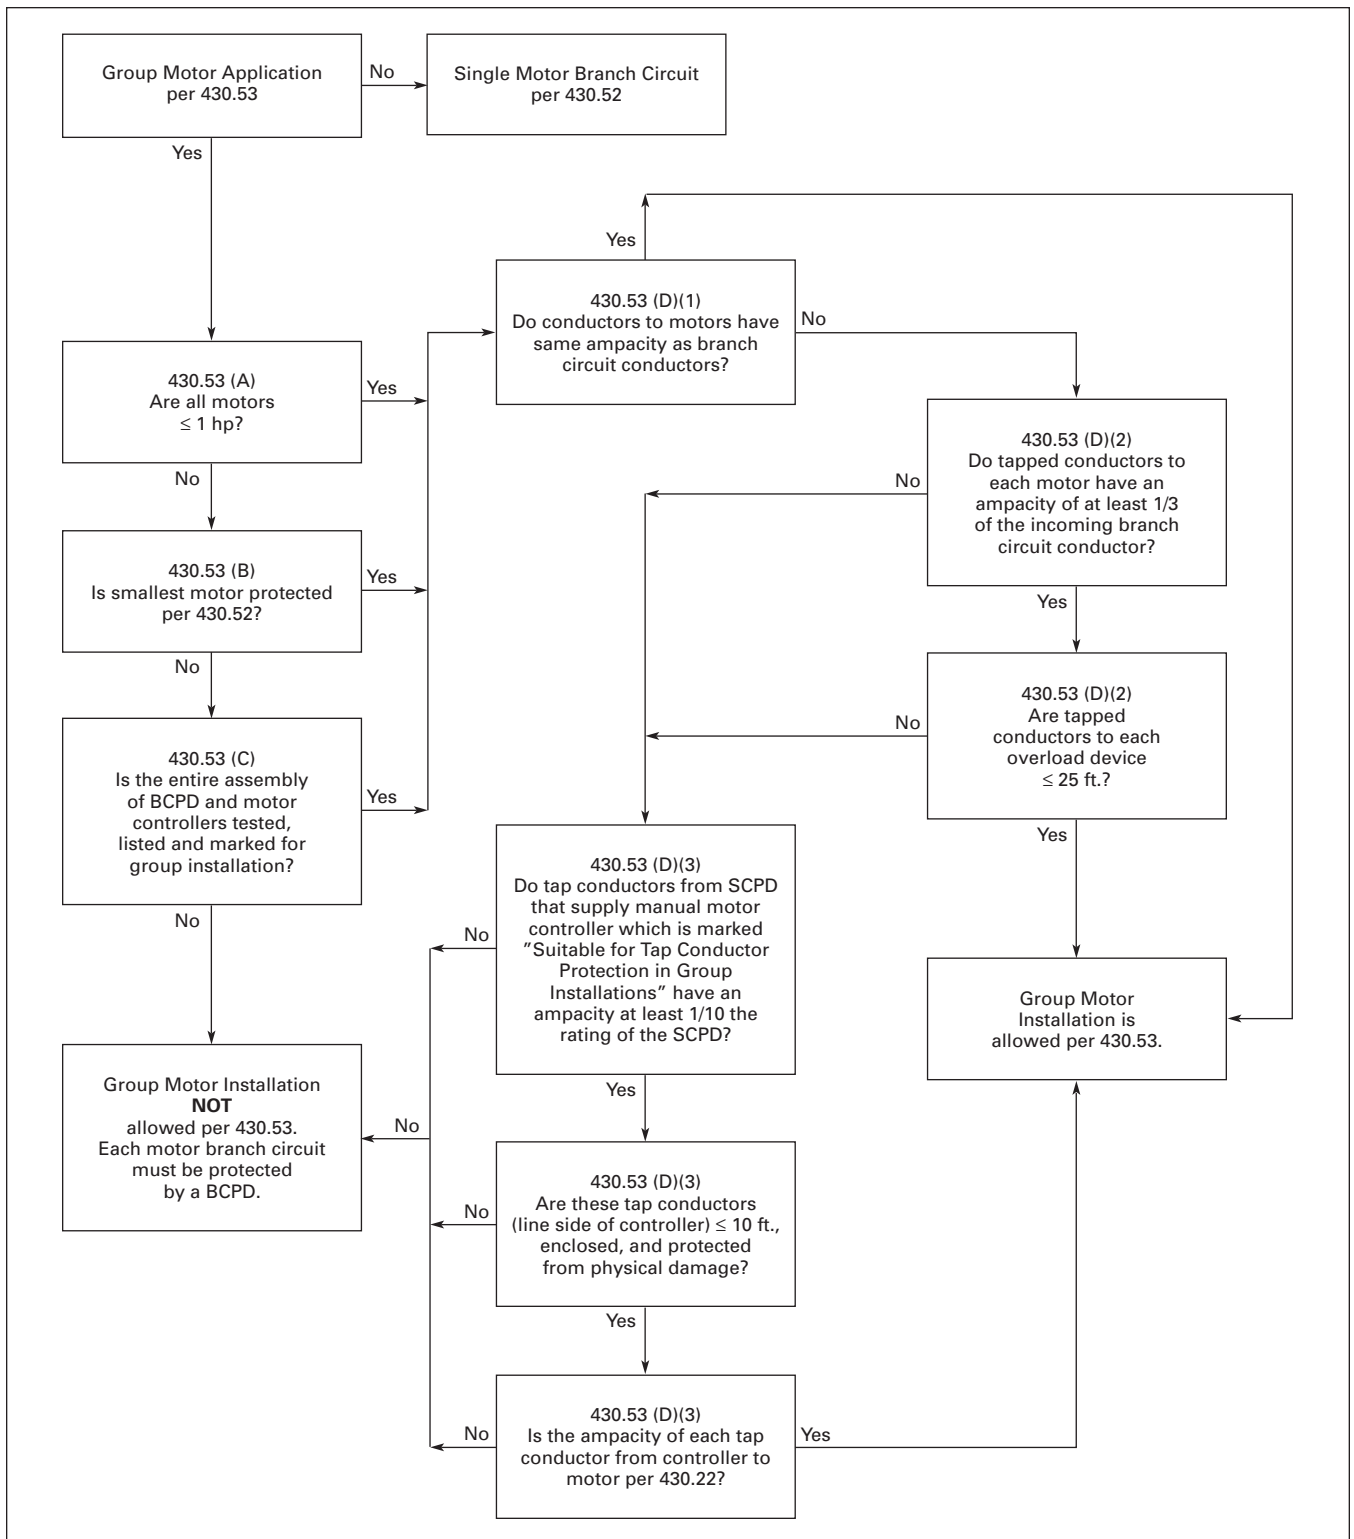 Group Motor Application
per 430.53
No
Single Motor Branch Circuit
per 430.52
Yes
Yes
430.53 (D)(1)
Do conductors to motors have
same ampacity as branch
circuit conductors?
No
430.53 (A)
Are all motors
≤ 1 hp?
Yes
No
430.53 (D)(2)
Do tapped conductors to
each motor have an
ampacity of at least 1/3
of the incoming branch
circuit conductor?
No
Yes
430.53 (B)
Is smallest motor protected
per 430.52?
Yes
No
430.53 (D)(2)
Are tapped
conductors to each
overload device
≤ 25 ft.?
No
Yes
430.53 (C)
Is the entire assembly
of BCPD and motor
controllers tested,
listed and marked for
group installation?
Yes
No
430.53 (D)(3)
Do tap conductors from SCPD
that supply manual motor
controller which is marked
"Suitable for Tap Conductor
Protection in Group
Installations" have an
ampacity at least 1/10 the
rating of the SCPD?
No
Yes
Group Motor
Installation is
allowed per 430.53.
Group Motor Installation
NOT
allowed per 430.53.
Each motor branch circuit
must be protected
by a BCPD.
No
430.53 (D)(3)
Are these tap conductors
(line side of controller) ≤ 10 ft.,
enclosed, and protected
from physical damage?
No
Yes
430.53 (D)(3)
Is the ampacity of each tap
conductor from controller to
motor per 430.22?
No
Yes